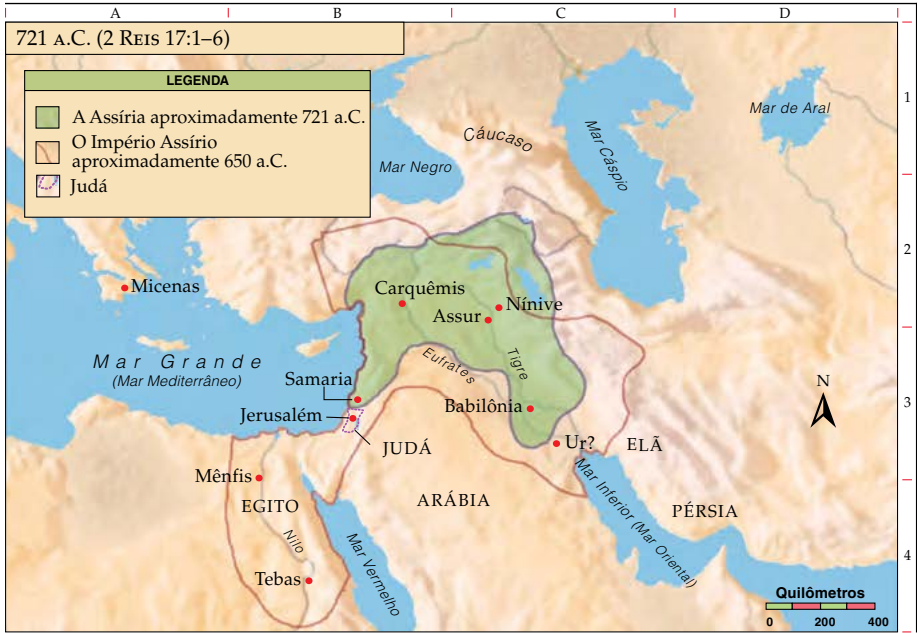 A B C D
721 A.C. (2 REIS 17:1–6)
LEGENDA
A Assíria aproximadamente 721 a.C.
O Império Assírio
aproximadamente 650 a.C.
Judá
1
Mar de Aral
Cáucaso
Mar Cáspio
Mar Negro
2
Micenas
Carquêmis
Nínive
Assur
Mar Grande
(Mar Mediterrâneo)
Eufrates
Tigre
Samaria
N
3
Babilônia
Jerusalém
JUDÁ
Ur?
ELÃ
Mênfis
EGITO
ARÁBIA
Mar Inferior (Mar Oriental)
PÉRSIA
Nilo
Mar Vermelho
4
Tebas
Quilômetros
0 200 400